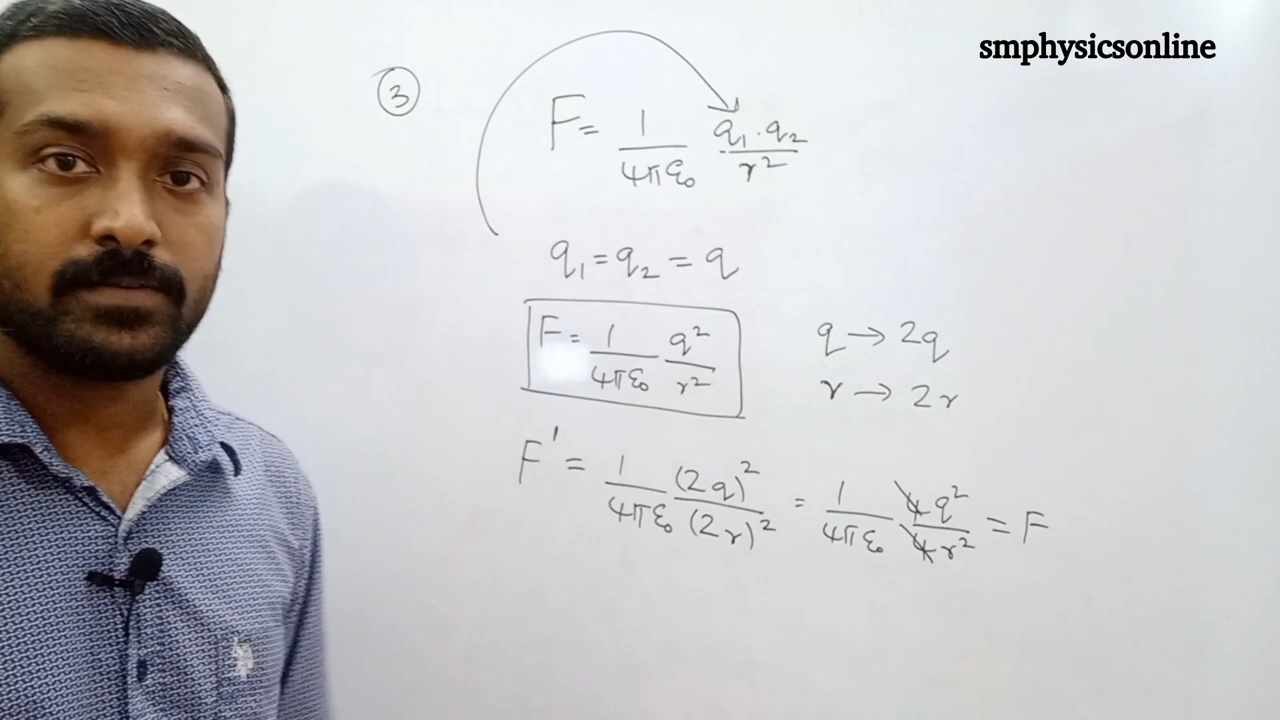 smphysicsonline
③
F = 1/4πε₀ q₁ · q₂/r²
q₁ = q₂ = q
F = 1/4πε₀ q²/r²
q → 2q
r → 2r
F' = 1/4πε₀ (2q)²/(2r)² = 1/4πε₀ 4q²/4r² = F